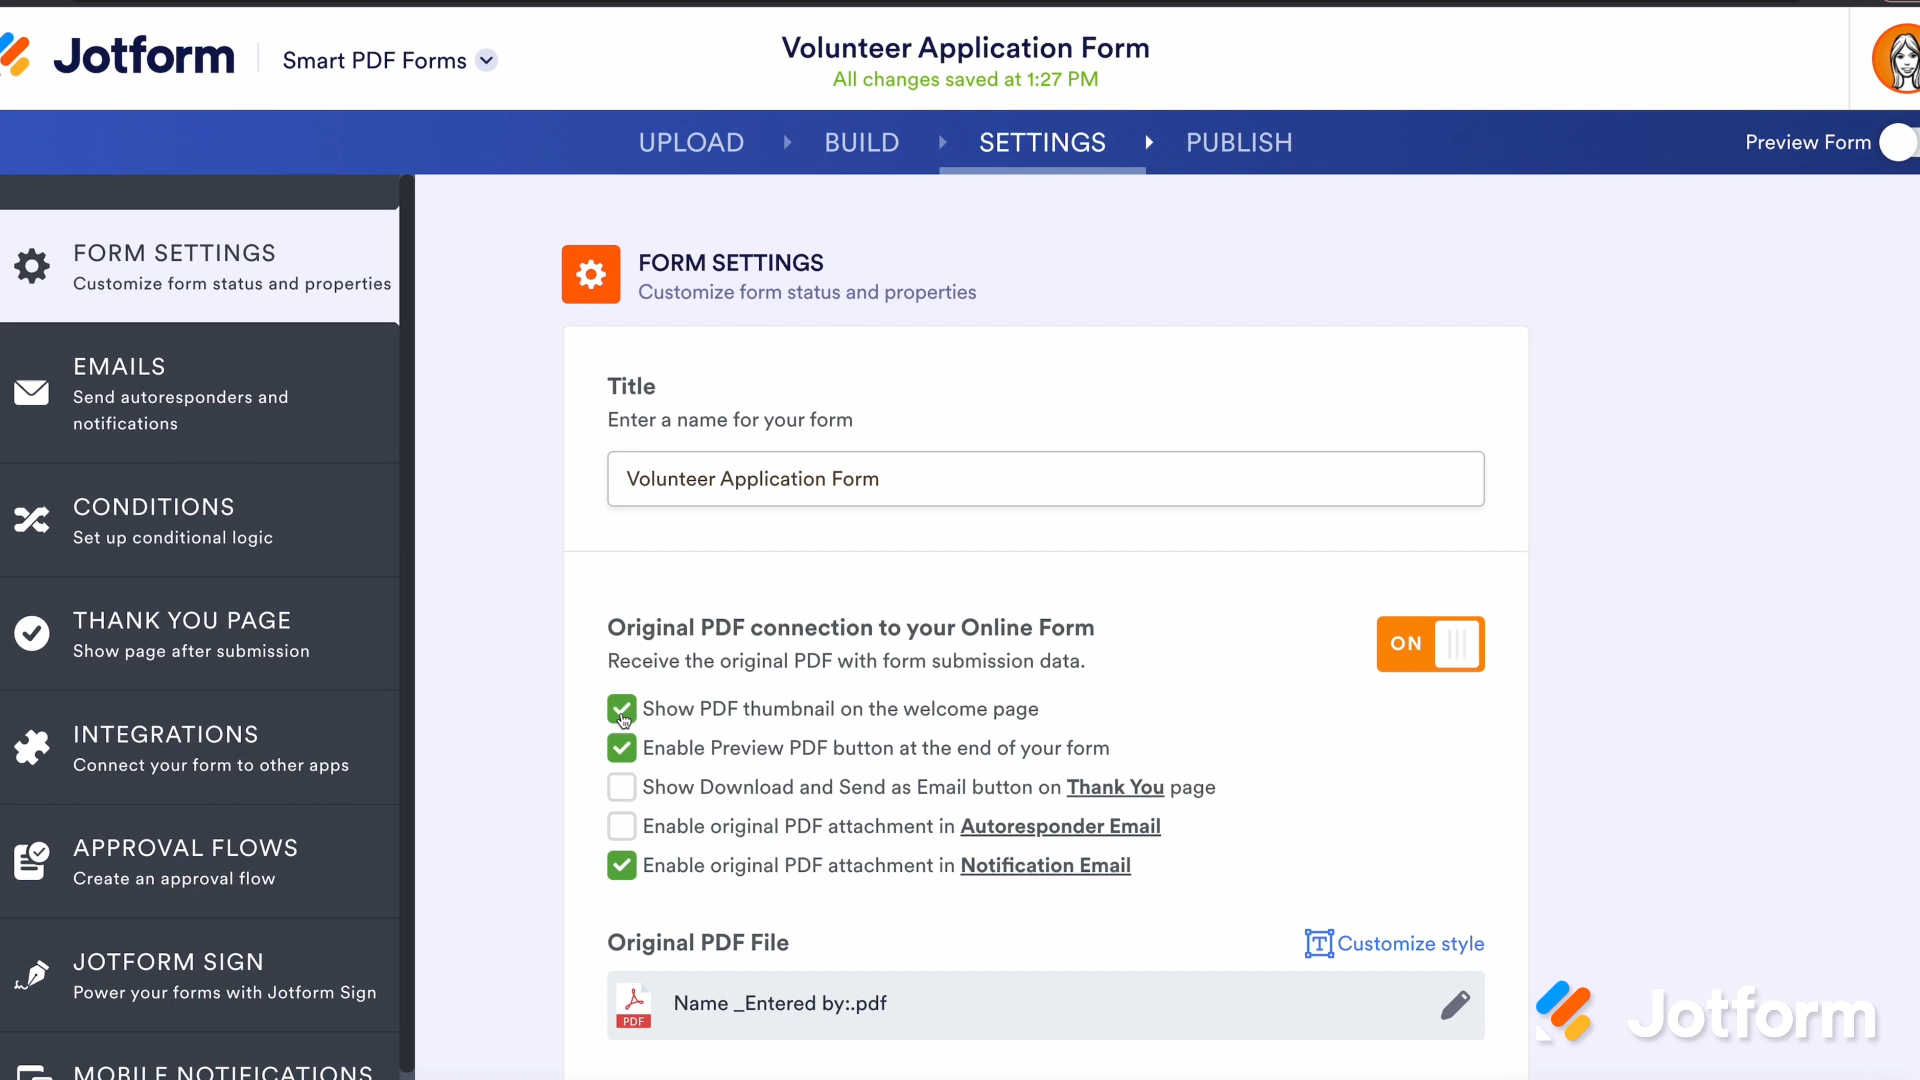 Jotform
Smart PDF Forms
Volunteer Application Form
All changes saved at 1:27 PM
UPLOAD
BUILD
SETTINGS
PUBLISH
Preview Form
FORM SETTINGS
Customize form status and properties
EMAILS
Send autoresponders and
notifications
CONDITIONS
Set up conditional logic
THANK YOU PAGE
Show page after submission
INTEGRATIONS
Connect your form to other apps
APPROVAL FLOWS
Create an approval flow
JOTFORM SIGN
Power your forms with Jotform Sign
MOBILE NOTIFICATIONS
FORM SETTINGS
Customize form status and properties
Title
Enter a name for your form
Volunteer Application Form
Original PDF connection to your Online Form
Receive the original PDF with form submission data.
ON
Show PDF thumbnail on the welcome page
Enable Preview PDF button at the end of your form
Show Download and Send as Email button on Thank You page
Enable original PDF attachment in Autoresponder Email
Enable original PDF attachment in Notification Email
Original PDF File
Customize style
PDF
Name _Entered by:.pdf
Jotform